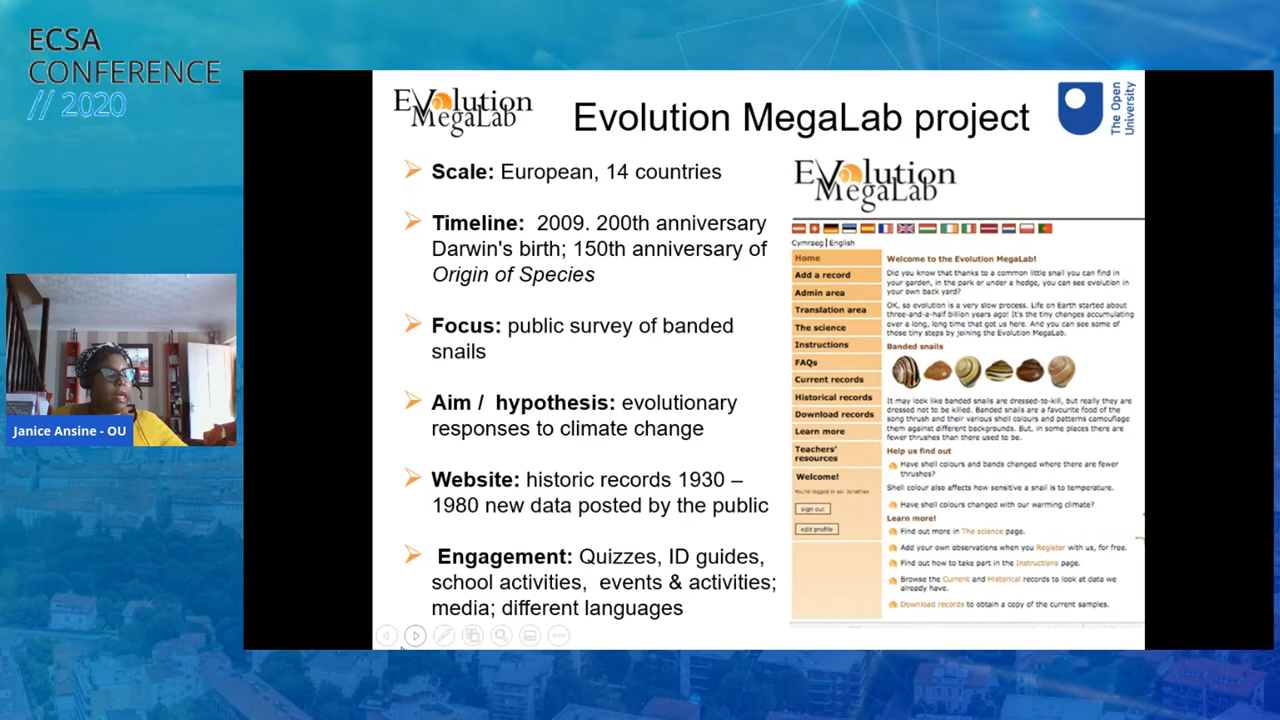 ECSA
CONFERENCE
// 2020
Janice Ansine - OU
Evolution
MegaLab
Evolution MegaLab project
The Open
University
Scale: European, 14 countries
Timeline: 2009. 200th anniversary
Darwin's birth; 150th anniversary of
Origin of Species
Focus: public survey of banded
snails
Aim / hypothesis: evolutionary
responses to climate change
Website: historic records 1930 –
1980 new data posted by the public
Engagement: Quizzes, ID guides,
school activities, events & activities;
media; different languages
Evolution
MegaLab
Cymraeg | English
Home
Add a record
Admin area
Translation area
The science
Instructions
FAQs
Current records
Historical records
Download records
Learn more
Teachers'
resources
Welcome!
You're logged in as: Jonathan
sign out
edit profile
Welcome to the Evolution MegaLab!
Did you know that thanks to a common little snail you can find in
your garden, in the park or under a hedge, you can see evolution in
your own back yard?
OK, so evolution is a very slow process. Life on Earth started about
three-and-a-half billion years ago! It's the tiny changes accumulating
over a long, long time that got us here. And you can see some of
those tiny steps by joining the Evolution MegaLab.
Banded snails
It may look like banded snails are dressed-to-kill, but really they are
dressed not to be killed. Banded snails are a favourite food of the
song thrush and their various shell colours and patterns camouflage
them against different backgrounds. But, in some places there are
fewer thrushes than there used to be.
Help us find out
Have shell colours and bands changed where there are fewer
thrushes?
Shell colour also affects how sensitive a snail is to temperature.
Have shell colours changed with our warming climate?
Learn more!
Find out more in The science page.
Add your own observations when you Register with us, for free.
Find out how to take part in the Instructions page.
Browse the Current and Historical records to look at data we
already have.
Download records to obtain a copy of the current samples.